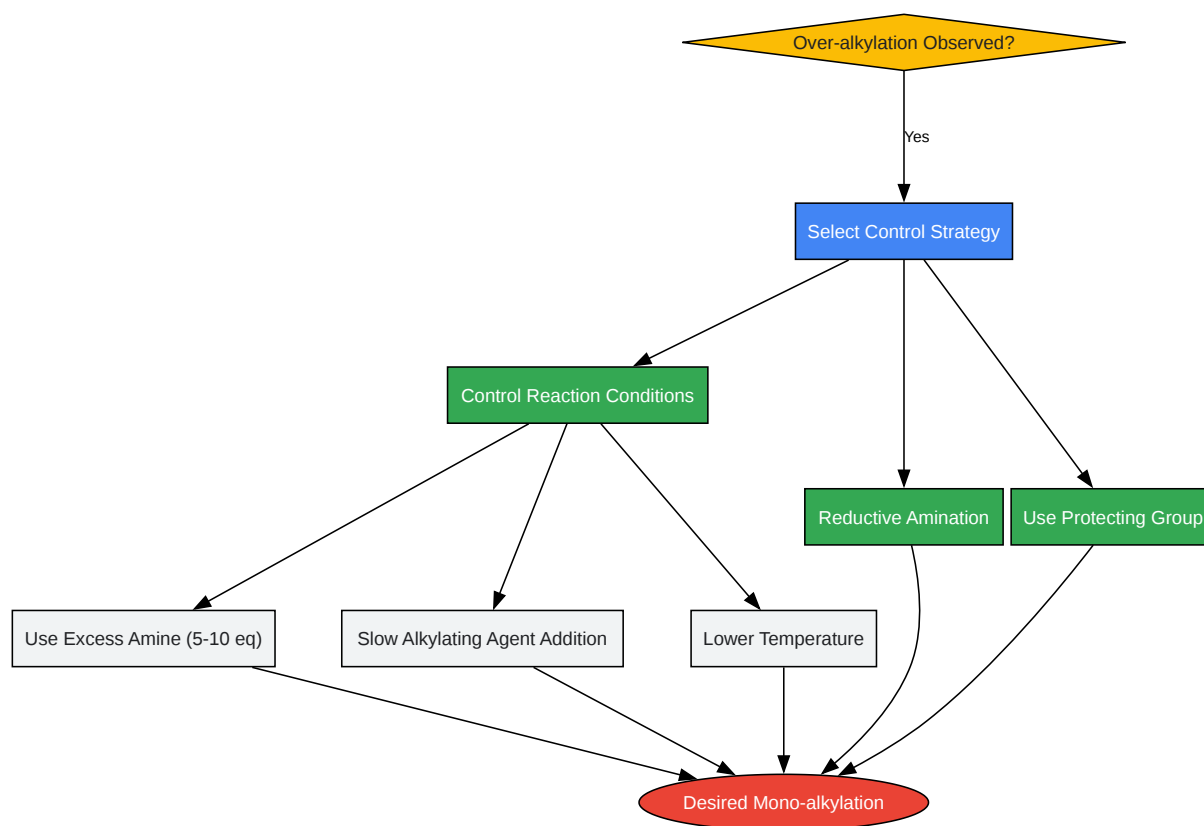 Over-alkylation Observed?
Yes
Select Control Strategy
Control Reaction Conditions
Reductive Amination
Use Protecting Group
Use Excess Amine (5-10 eq)
Slow Alkylating Agent Addition
Lower Temperature
Desired Mono-alkylation